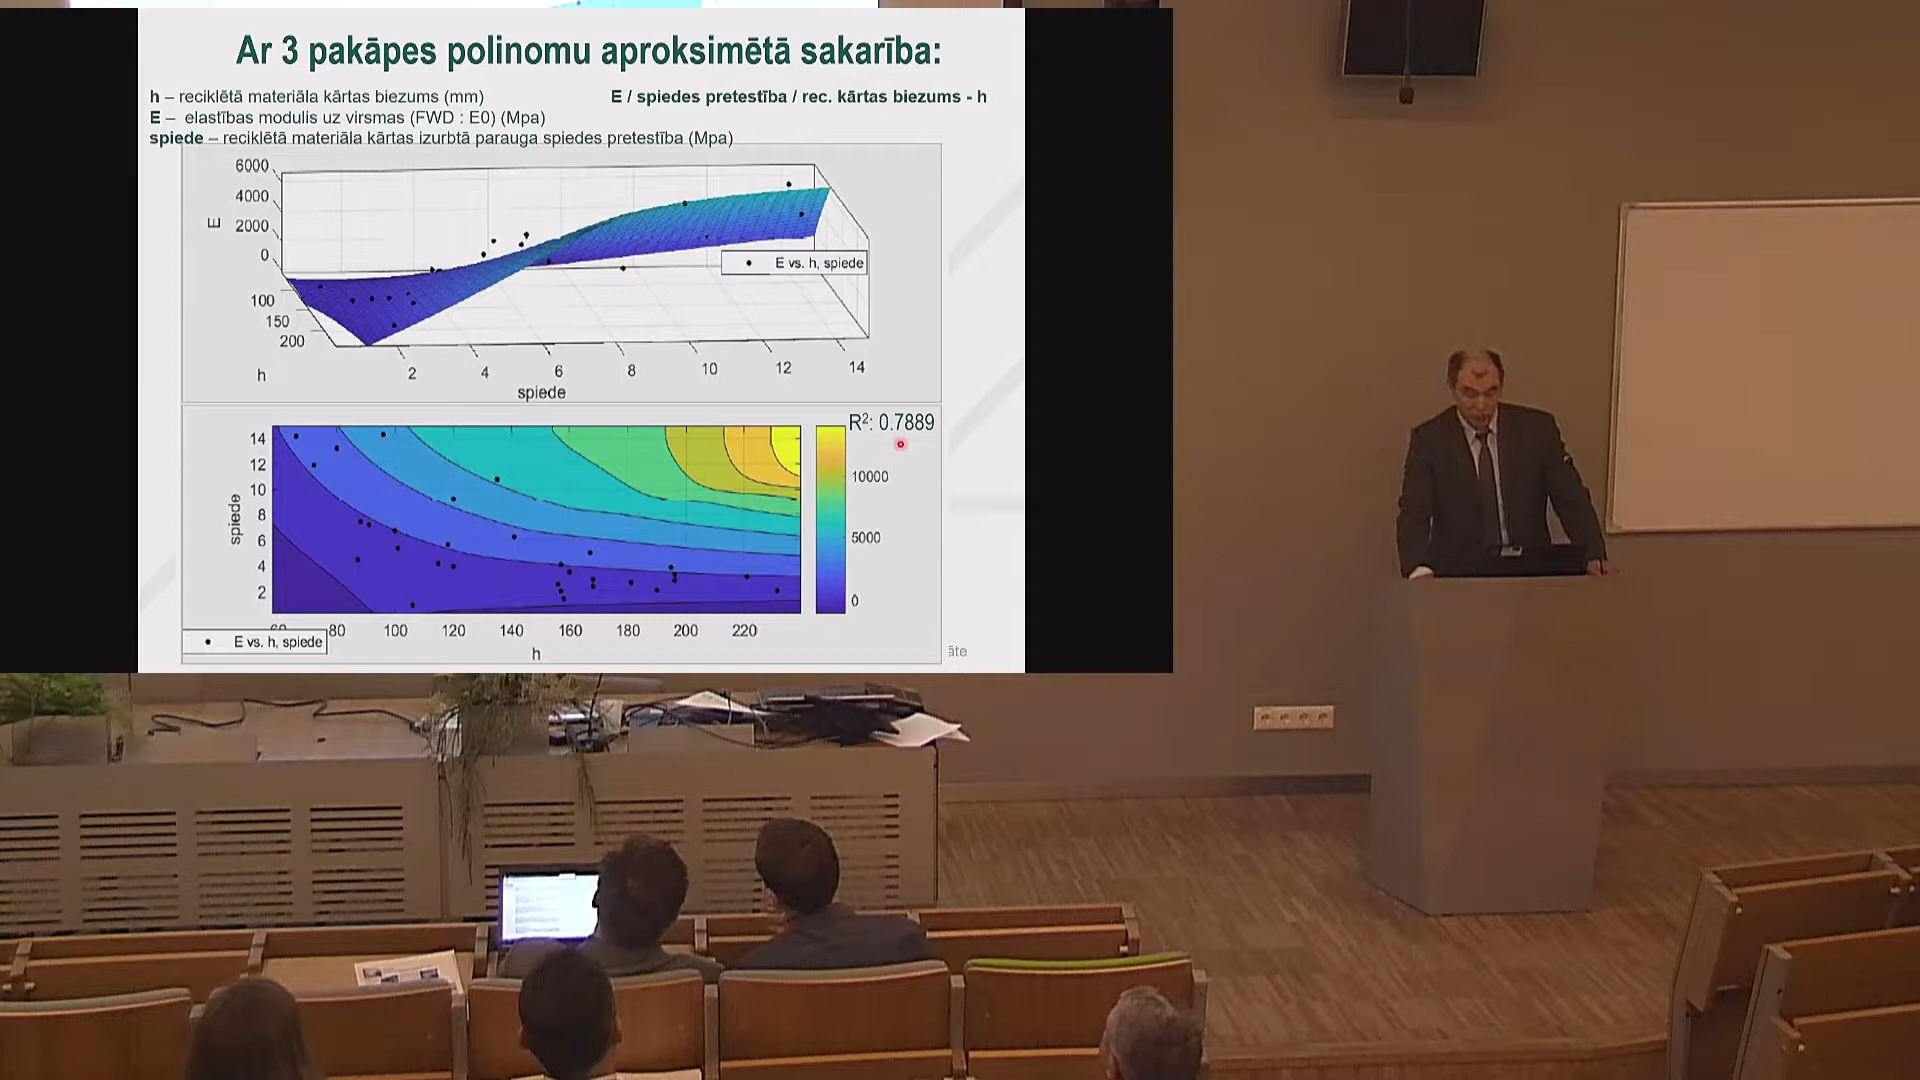 Ar 3 pakāpes polinomu aproksimētā sakarība:
h – reciklētā materiāla kārtas biezums (mm)
E / spiedes pretestība / rec. kārtas biezums - h
E – elastības modulis uz virsmas (FWD : E0) (Mpa)
spiede – reciklētā materiāla kārtas izurbtā parauga spiedes pretestība (Mpa)
6000
4000
2000
0
E
100
150
200
h
2 4 6 8 10 12 14
spiede
E vs. h, spiede
R²: 0.7889
14
12
10
8
6
4
2
spiede
10000
5000
0
80 100 120 140 160 180 200 220
h
E vs. h, spiede
āte